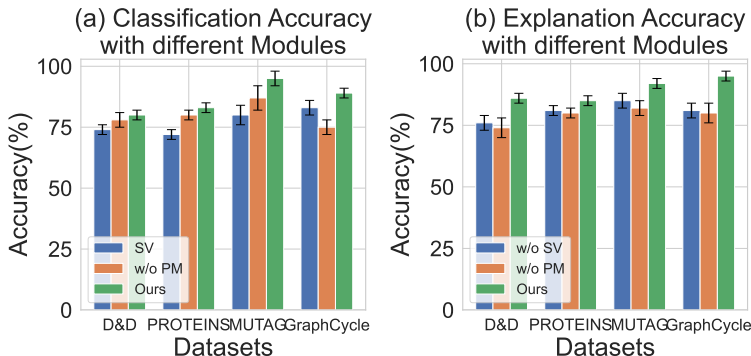 (a) Classification Accuracy
with different Modules
Accuracy(%)
100
75
50
25
0
SV
w/o PM
Ours
D&D PROTEINS MUTAG GraphCycle
Datasets
(b) Explanation Accuracy
with different Modules
Accuracy(%)
100
75
50
25
0
w/o SV
w/o PM
Ours
D&D PROTEINS MUTAG GraphCycle
Datasets